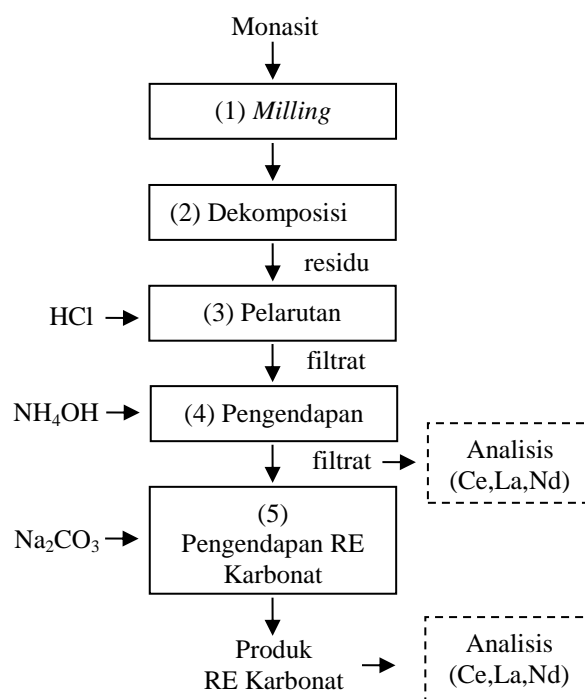 Monasit
(1) Milling
(2) Dekomposisi
residu
HCl
(3) Pelarutan
filtrat
NH₄OH
(4) Pengendapan
filtrat
Analisis
(Ce,La,Nd)
Na₂CO₃
(5)
Pengendapan RE
Karbonat
Produk
RE Karbonat
Analisis
(Ce,La,Nd)